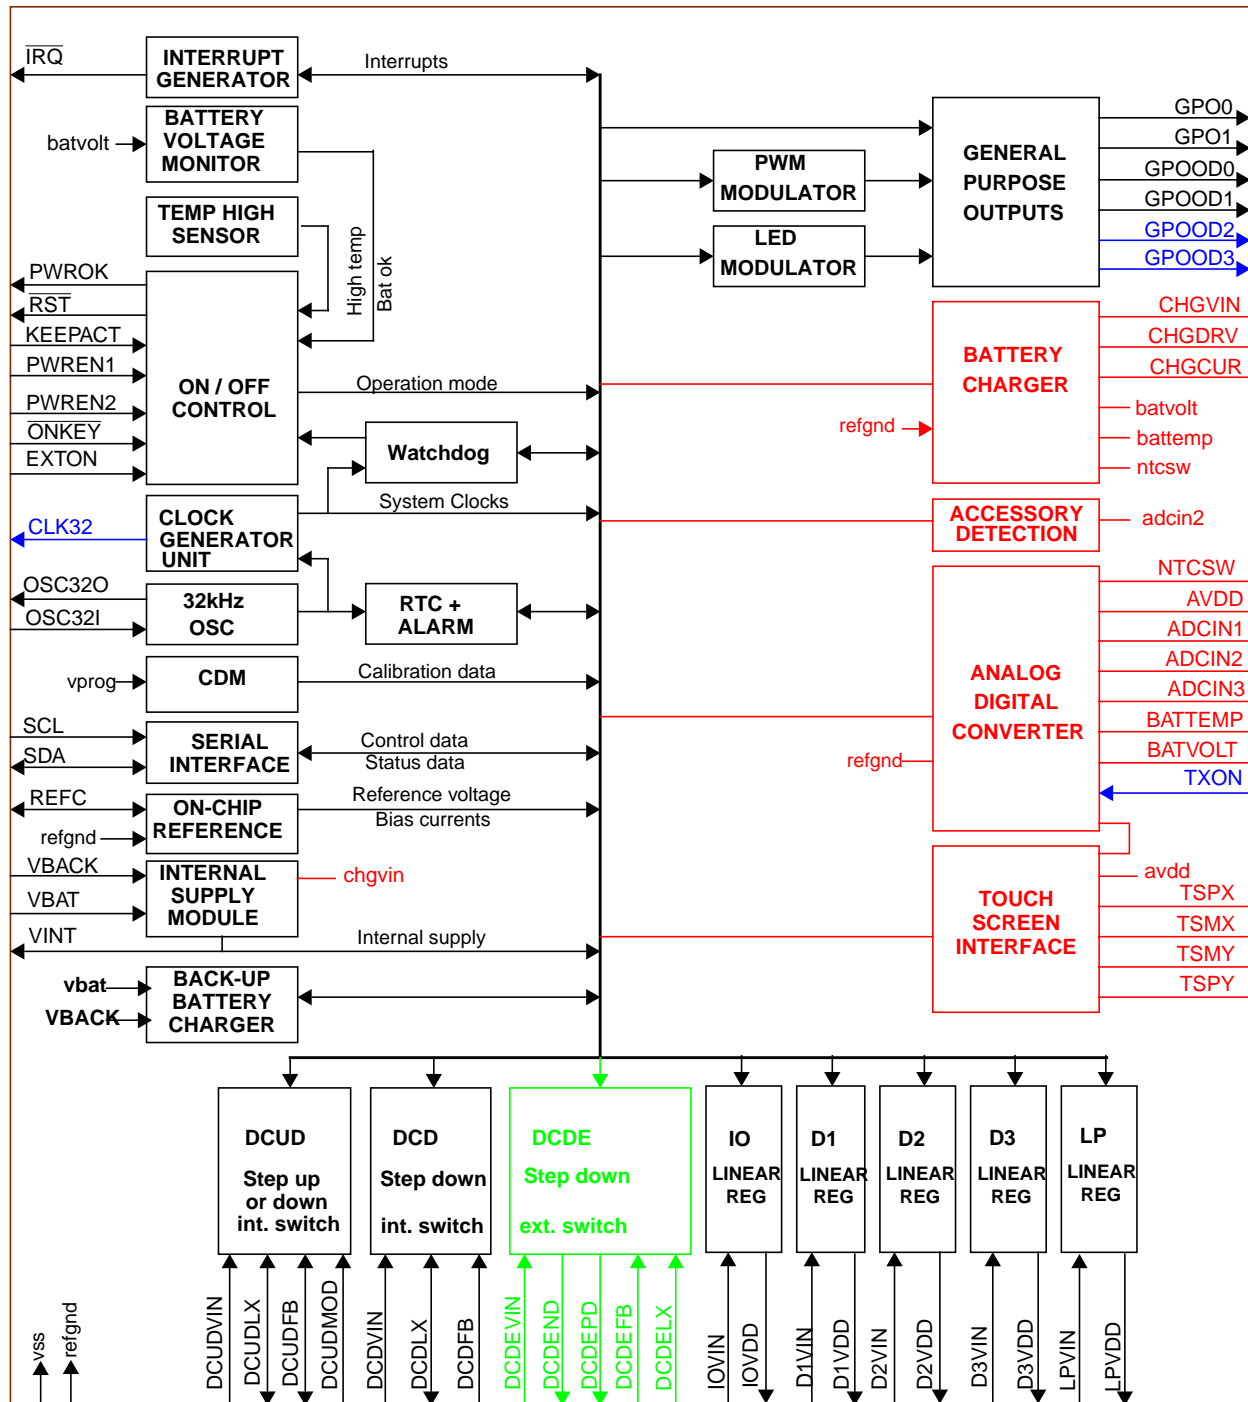 IRQ
INTERRUPT
GENERATOR
Interrupts
batvolt
BATTERY
VOLTAGE
MONITOR
TEMP HIGH
SENSOR
High temp
Bat ok
PWROK
RST
KEEPACT
PWREN1
PWREN2
ONKEY
EXTON
ON / OFF
CONTROL
Operation mode
Watchdog
CLK32
CLOCK
GENERATOR
UNIT
System Clocks
OSC32O
OSC32I
32kHz
OSC
RTC +
ALARM
vprog
CDM
Calibration data
SCL
SDA
SERIAL
INTERFACE
Control data
Status data
REFC
refgnd
ON-CHIP
REFERENCE
Reference voltage
Bias currents
VBACK
VBAT
VINT
INTERNAL
SUPPLY
MODULE
chgvin
Internal supply
vbat
VBACK
BACK-UP
BATTERY
CHARGER
PWM
MODULATOR
LED
MODULATOR
GENERAL
PURPOSE
OUTPUTS
GPO0
GPO1
GPOOD0
GPOOD1
GPOOD2
GPOOD3
BATTERY
CHARGER
refgnd
CHGVIN
CHGDRV
CHGCUR
batvolt
battemp
ntcsw
ACCESSORY
DETECTION
adcin2
ANALOG
DIGITAL
CONVERTER
refgnd
NTCSW
AVDD
ADCIN1
ADCIN2
ADCIN3
BATTEMP
BATVOLT
TXON
TOUCH
SCREEN
INTERFACE
avdd
TSPX
TSMX
TSMY
TSPY
DCUD
Step up
or down
int. switch
DCD
Step down
int. switch
DCDE
Step down
ext. switch
IO
LINEAR
REG
D1
LINEAR
REG
D2
LINEAR
REG
D3
LINEAR
REG
LP
LINEAR
REG
vss
refgnd
DCUDVIN
DCUDLX
DCUDFB
DCUDMOD
DCDVIN
DCDLX
DCDFB
DCDEVIN
DCDEND
DCDEPD
DCDEFB
DCDELX
IOVIN
IOVDD
D1VIN
D1VDD
D2VIN
D2VDD
D3VIN
D3VDD
LPVIN
LPVDD